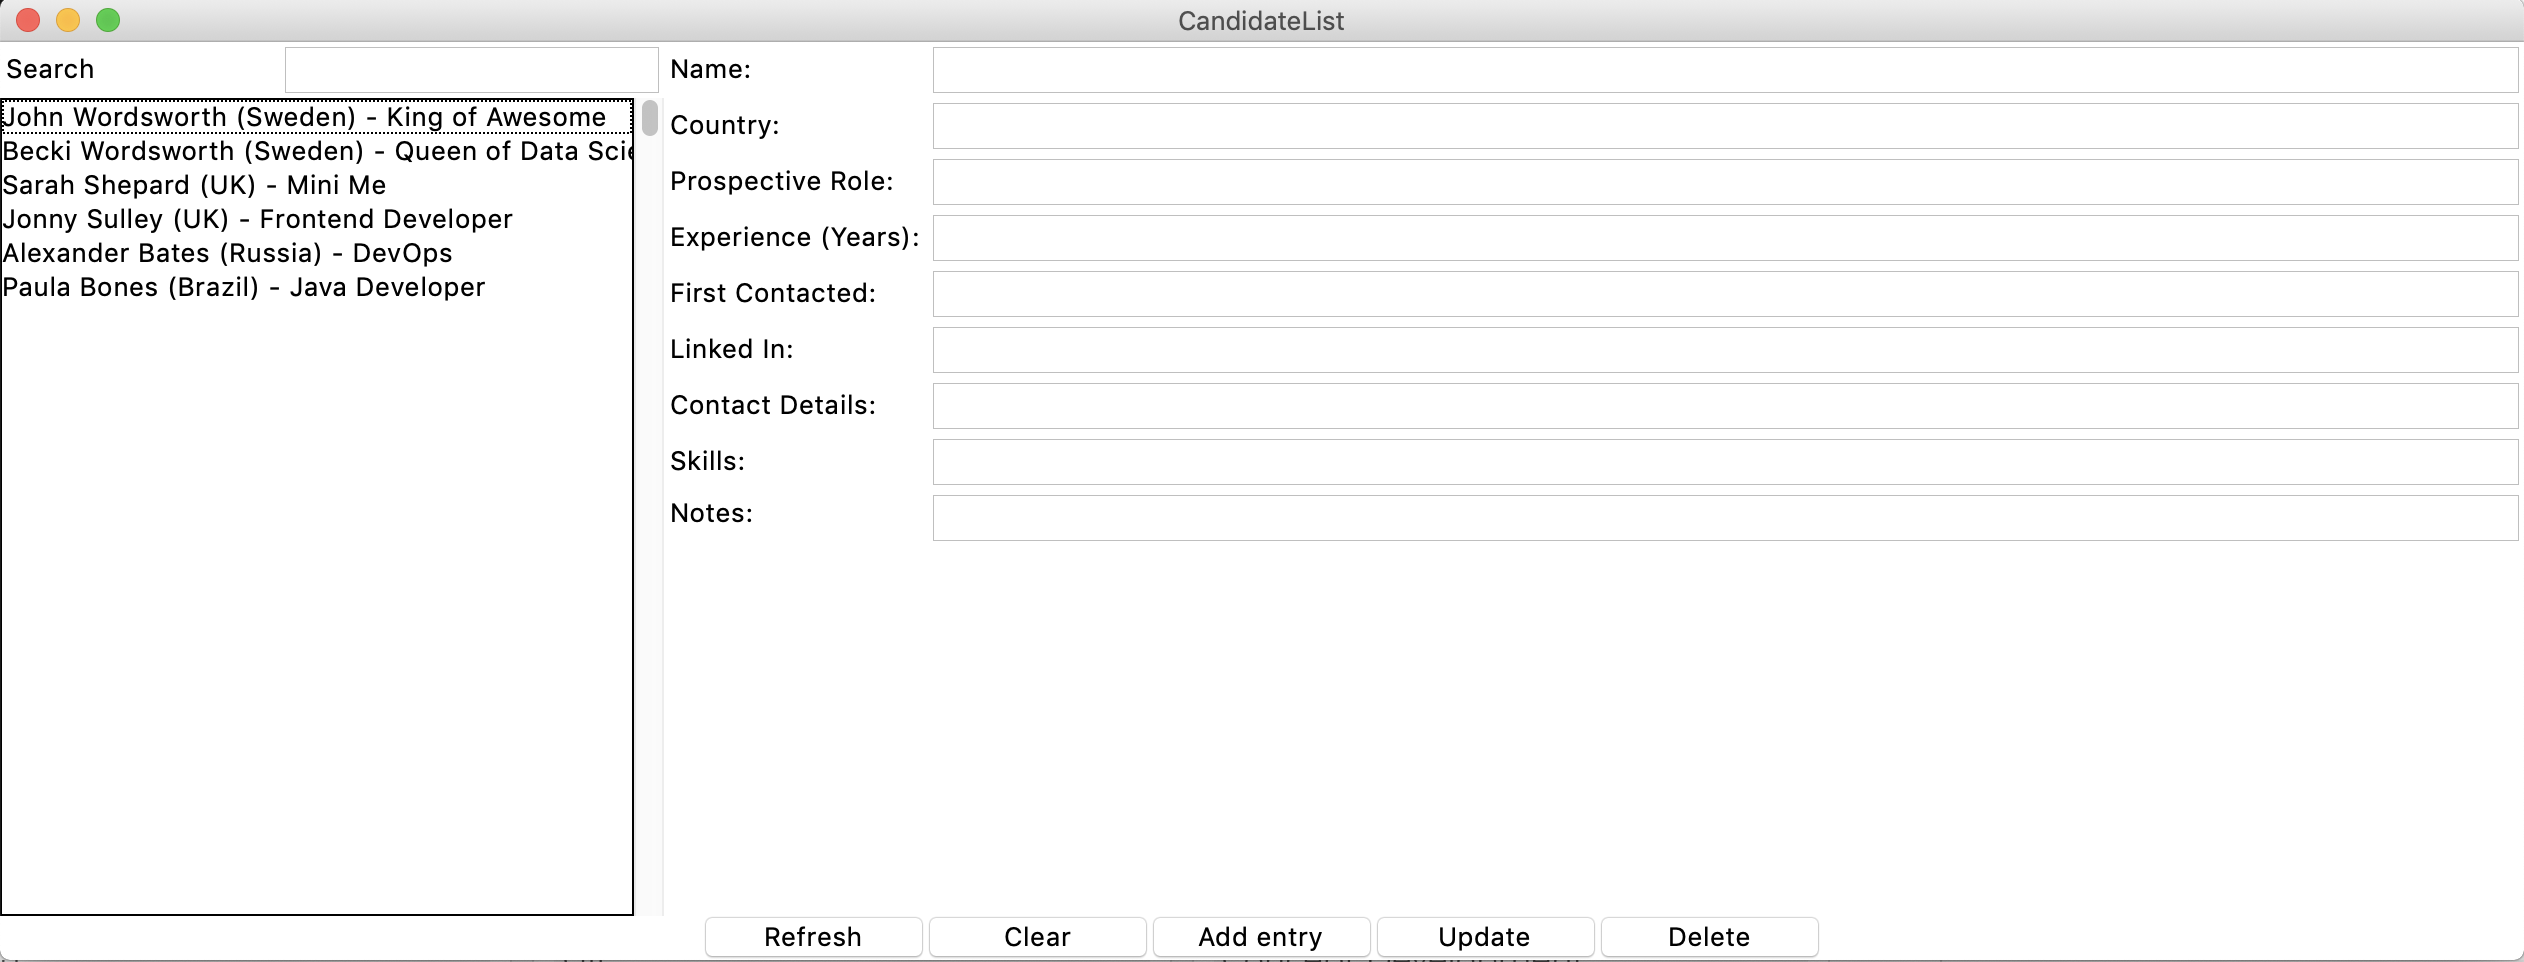 CandidateList
Search
John Wordsworth (Sweden) - King of Awesome
Becki Wordsworth (Sweden) - Queen of Data
Sarah Shepard (UK) - Mini Me
Jonny Sulley (UK) - Frontend Developer
Alexander Bates (Russia) - DevOps
Paula Bones (Brazil) - Java Developer
Name:
Country:
Prospective Role:
Experience (Years):
First Contacted:
Linked In:
Contact Details:
Skills:
Notes:
Refresh Clear Add entry Update Delete